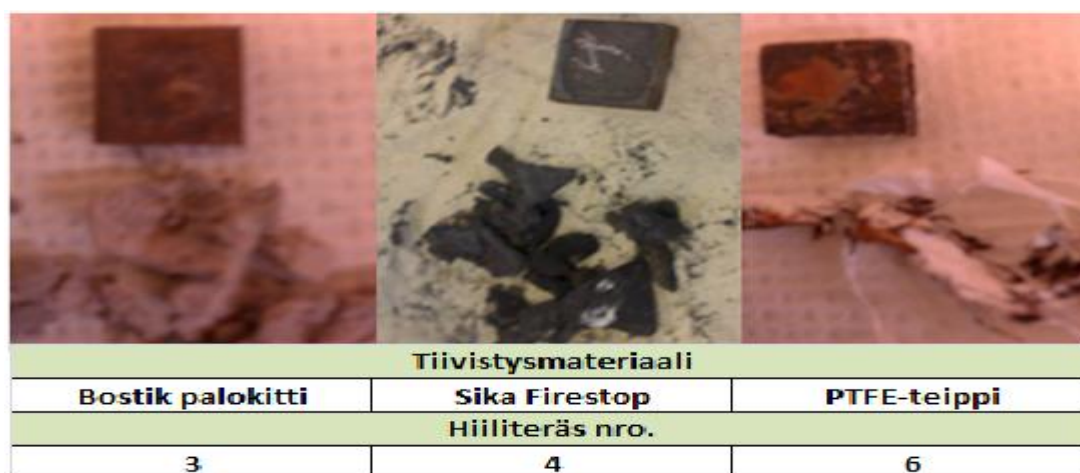 Tiivistysmateriaali
Bostik palokitti Sika Firestop PTFE-teippi
Hiiliteräs nro.
3 4 6